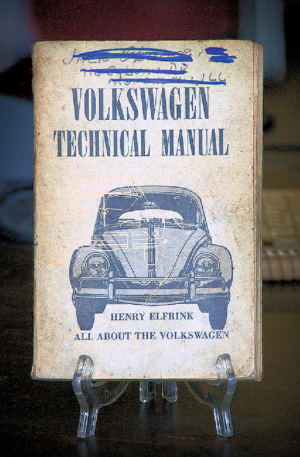 VOLKSWAGEN
TECHNICAL MANUAL
HENRY ELFRINK
ALL ABOUT THE VOLKSWAGEN